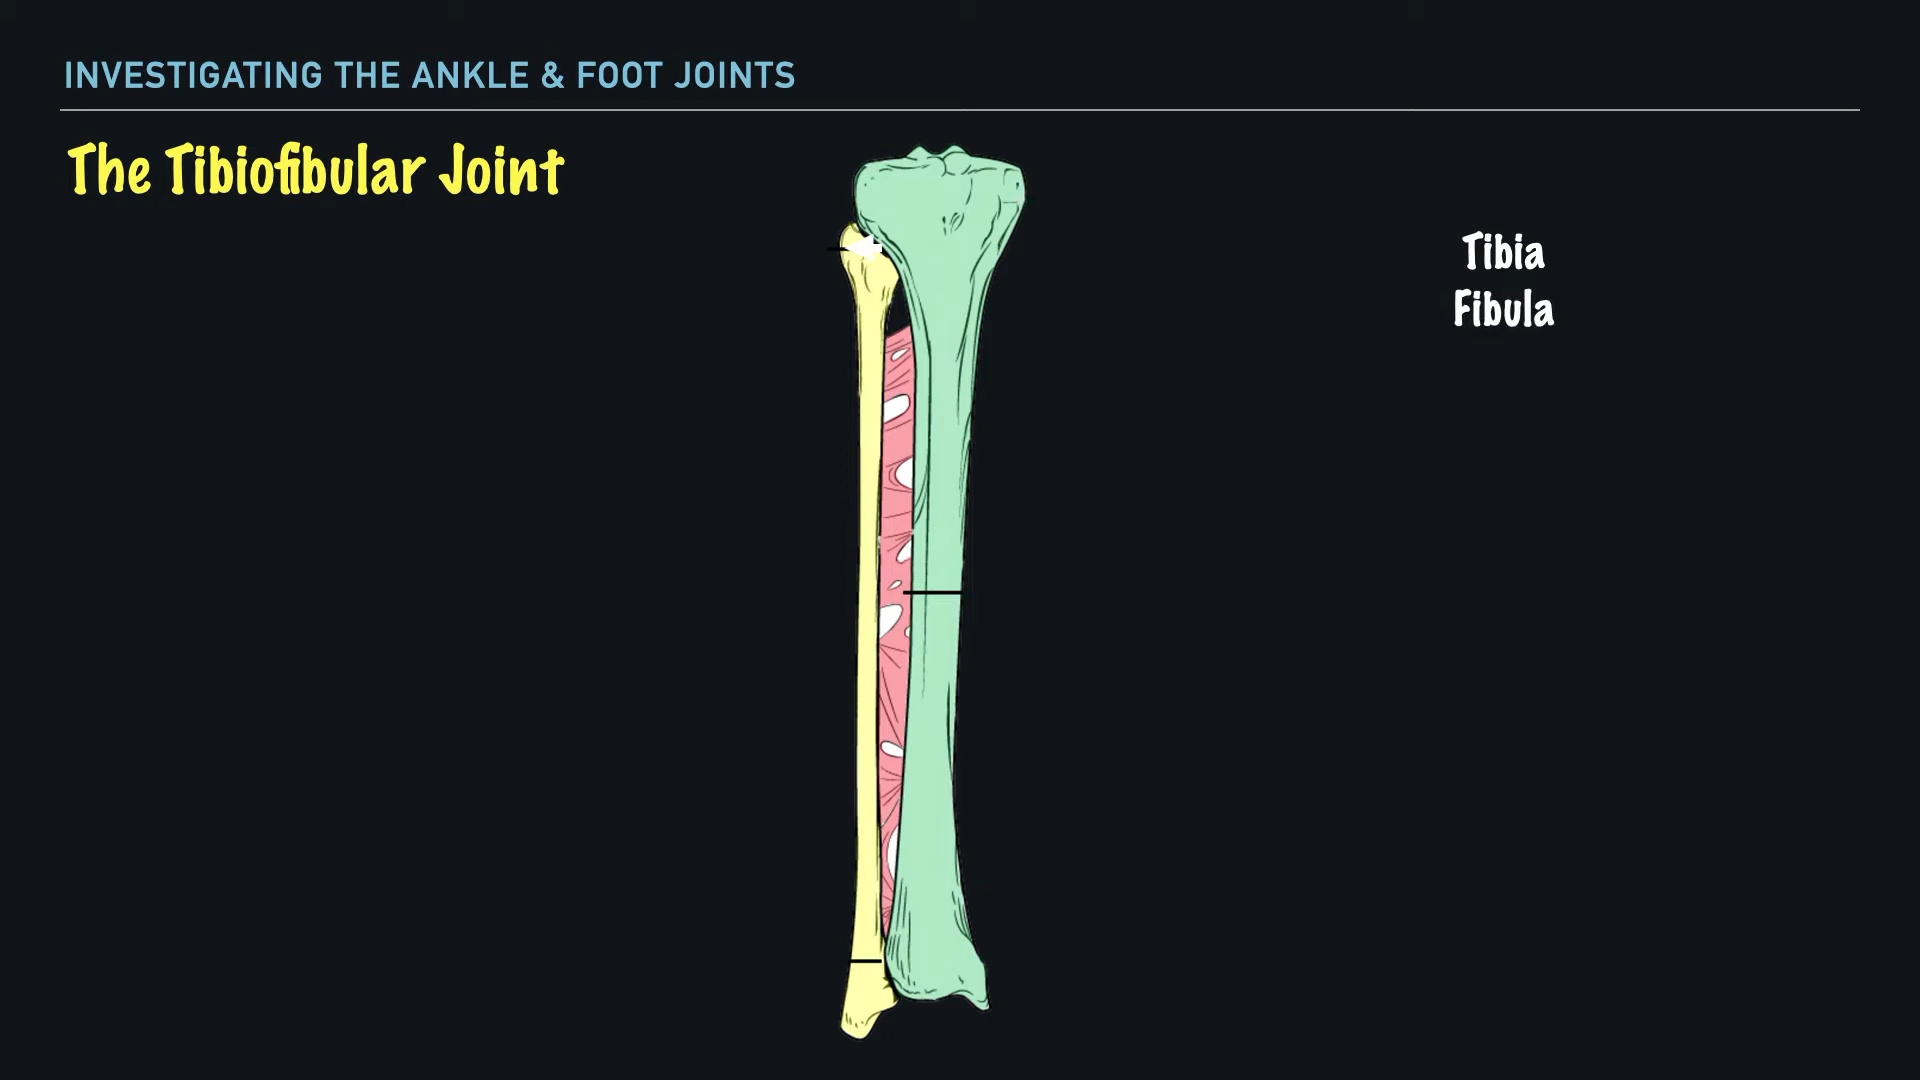 INVESTIGATING THE ANKLE & FOOT JOINTS
The Tibiofibular Joint
Tibia
Fibula